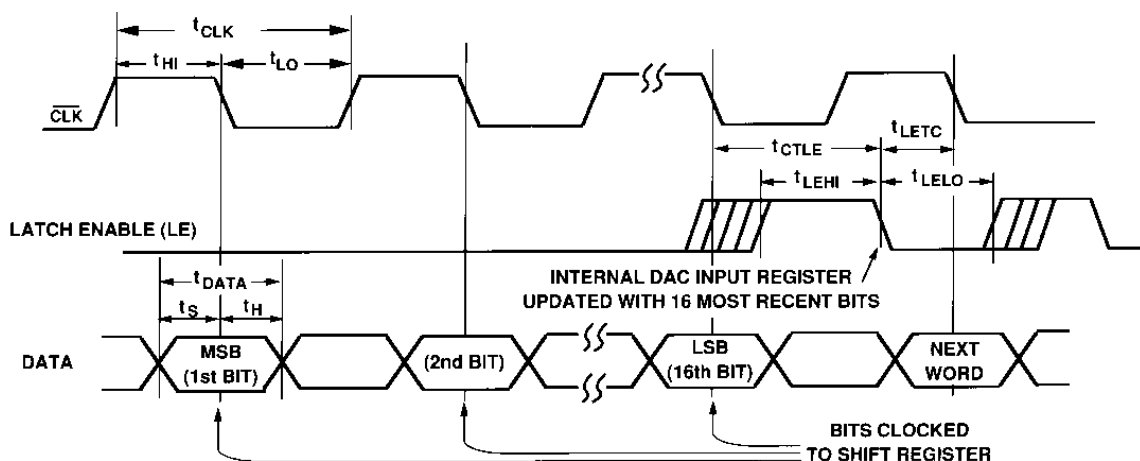 tCLK
tHI
tLO
CLK
tLETC
tCTLE
tLEHI
tLELO
LATCH ENABLE (LE)
tDATA
INTERNAL DAC INPUT REGISTER
UPDATED WITH 16 MOST RECENT BITS
tS
tH
DATA
MSB
(1st BIT)
(2nd BIT)
LSB
(16th BIT)
NEXT
WORD
BITS CLOCKED
TO SHIFT REGISTER